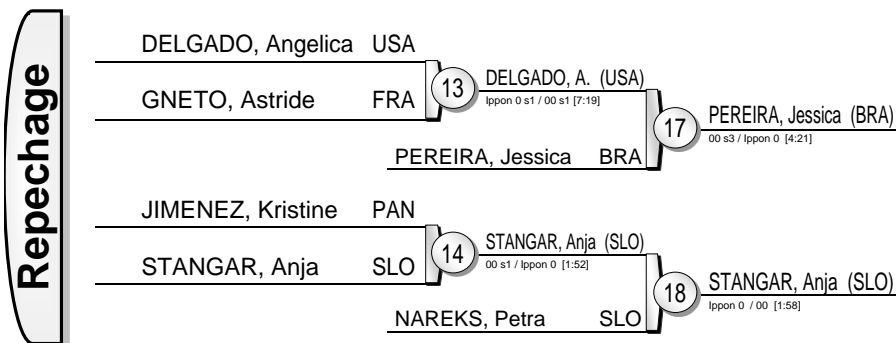 Repechage
DELGADO, Angelica USA
GNETO, Astride FRA
13
DELGADO, A. (USA)
Ippon 0 s1 / 00 s1 [7:19]
PEREIRA, Jessica BRA
17
PEREIRA, Jessica (BRA)
00 s3 / Ippon 0 [4:21]
JIMENEZ, Kristine PAN
STANGAR, Anja SLO
14
STANGAR, Anja (SLO)
00 s1 / Ippon 0 [1:52]
NAREKS, Petra SLO
18
STANGAR, Anja (SLO)
Ippon 0 / 00 [1:58]